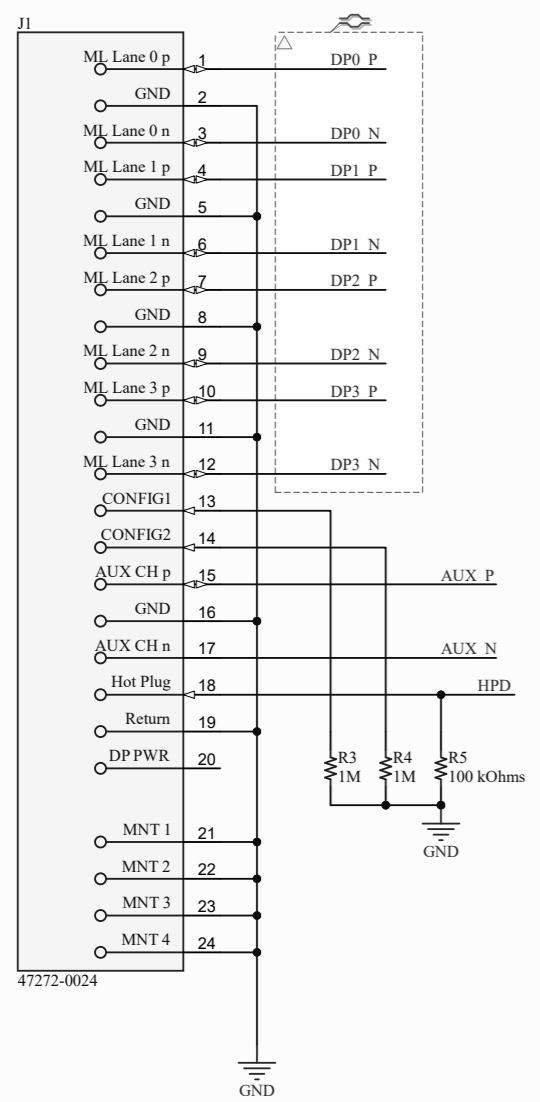 J1
ML Lane 0 p 1 DP0_P
GND 2
ML Lane 0 n 3 DP0_N
ML Lane 1 p 4 DP1_P
GND 5
ML Lane 1 n 6 DP1_N
ML Lane 2 p 7 DP2_P
GND 8
ML Lane 2 n 9 DP2_N
ML Lane 3 p 10 DP3_P
GND 11
ML Lane 3 n 12 DP3_N
CONFIG1 13
CONFIG2 14
AUX CH p 15 AUX_P
GND 16
AUX CH n 17 AUX_N
Hot Plug 18 HPD
Return 19
DP PWR 20
R3 R4 R5
1M 1M 100 kOhms
MNT 1 21
GND
MNT 2 22
MNT 3 23
MNT 4 24
47272-0024
GND